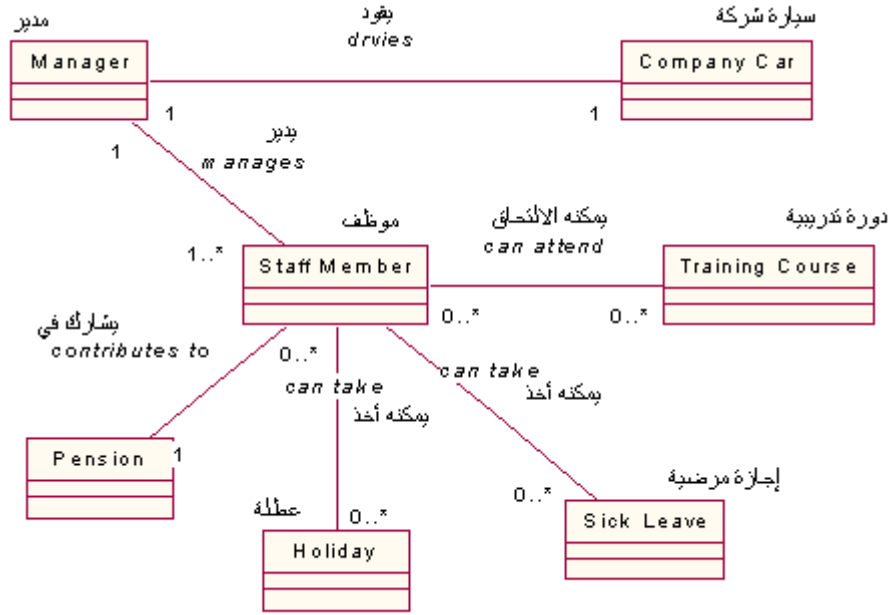 مدير
يقود
سيارة شركة
drvies
Manager
Company Car
1
1
1
يدير
manages
موظف
يمكنه الالتحاق
دورة تدريبية
1..*
can attend
Staff Member
Training Course
0..*
0..*
يشارك في
contributes to
0..*
can take
can take
يمكنه أخذ
يمكنه أخذ
Pension
1
إجازة مرضية
0..*
عطلة
0..*
Sick Leave
Holiday